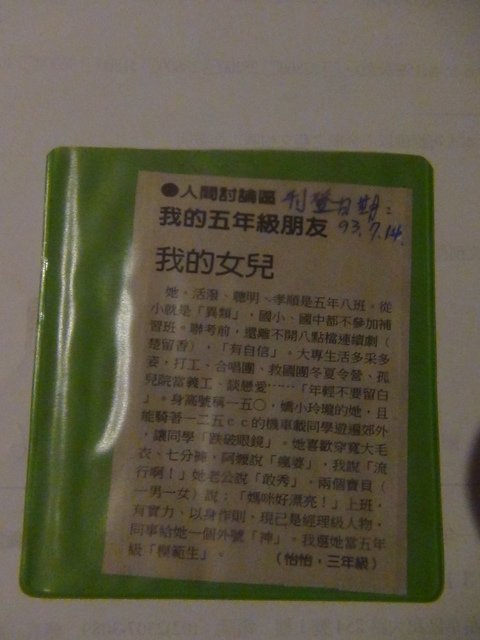 ●人間討論區
刊登日期:
我的五年級朋友
93.7.14.
我的女兒
她,活潑、聰明、孝順是五年八班。從
小就是「異類」,國小、國中都不參加補
習班。聯考前,還離不開八點檔連續劇(
楚留香),「有自信」。大專生活多采多
姿,打工、合唱團、救國團冬夏令營、孤
兒院當義工、談戀愛……「年輕不要留白
」。身高號稱一五○,嬌小玲瓏的她,且
能騎著一二五cc的機車載同學遊遍郊外
,讓同學「跌破眼鏡」。她喜歡穿寬大毛
衣、七分褲,阿嬤說「瘋婆」,我說「流
行啊!」她老公說「敢秀」,兩個寶貝(
一男一女)說:「媽咪好漂亮!」上班,
有實力、以身作則,現已是經理級人物,
同事給她一個外號「神」。我選她當五年
級「模範生」。 (怡怡,三年級)